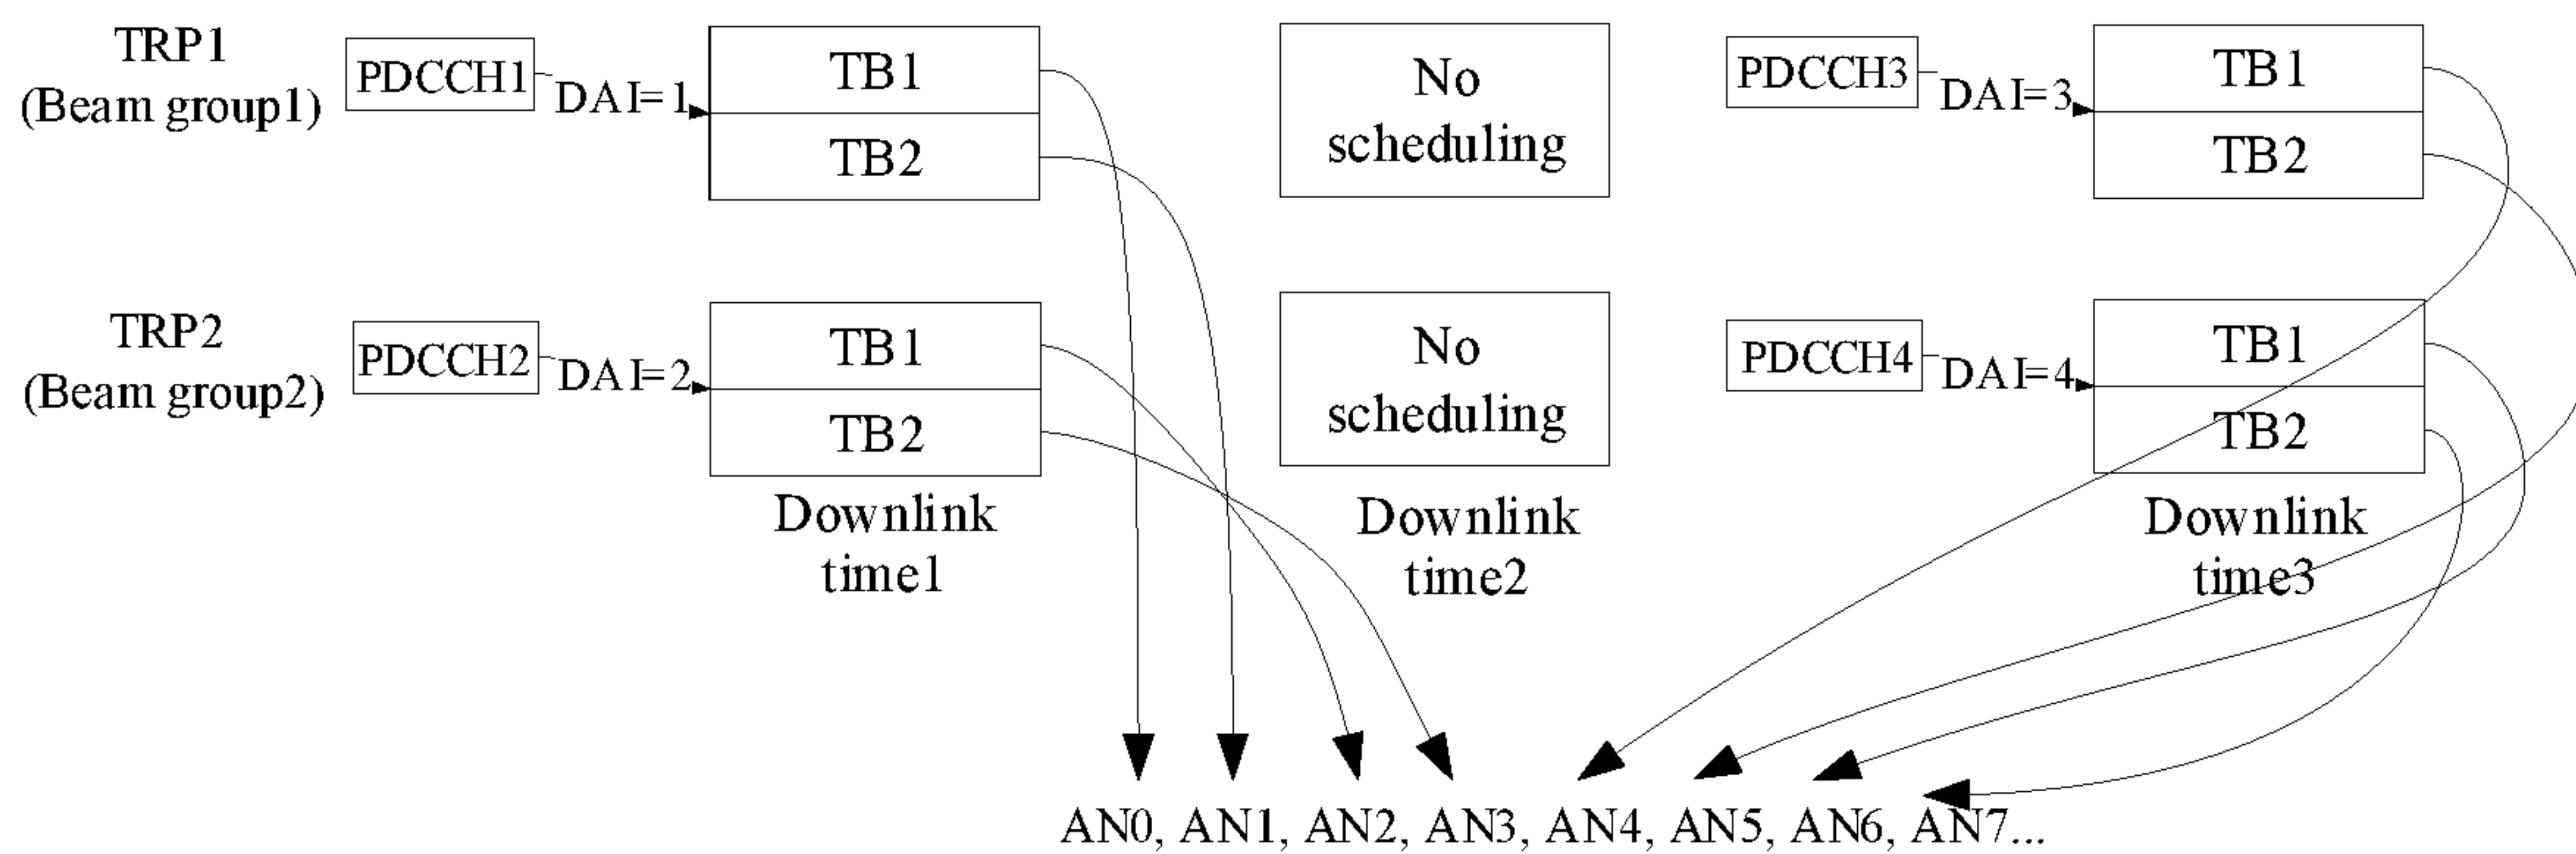 TRP1
(Beam group1)
PDCCH1
DAI=1
TB1
TB2
No
scheduling
PDCCH3
DAI=3
TB1
TB2
TRP2
(Beam group2)
PDCCH2
DAI=2
TB1
TB2
No
scheduling
PDCCH4
DAI=4
TB1
TB2
Downlink
time1
Downlink
time2
Downlink
time3
AN0, AN1, AN2, AN3, AN4, AN5, AN6, AN7...